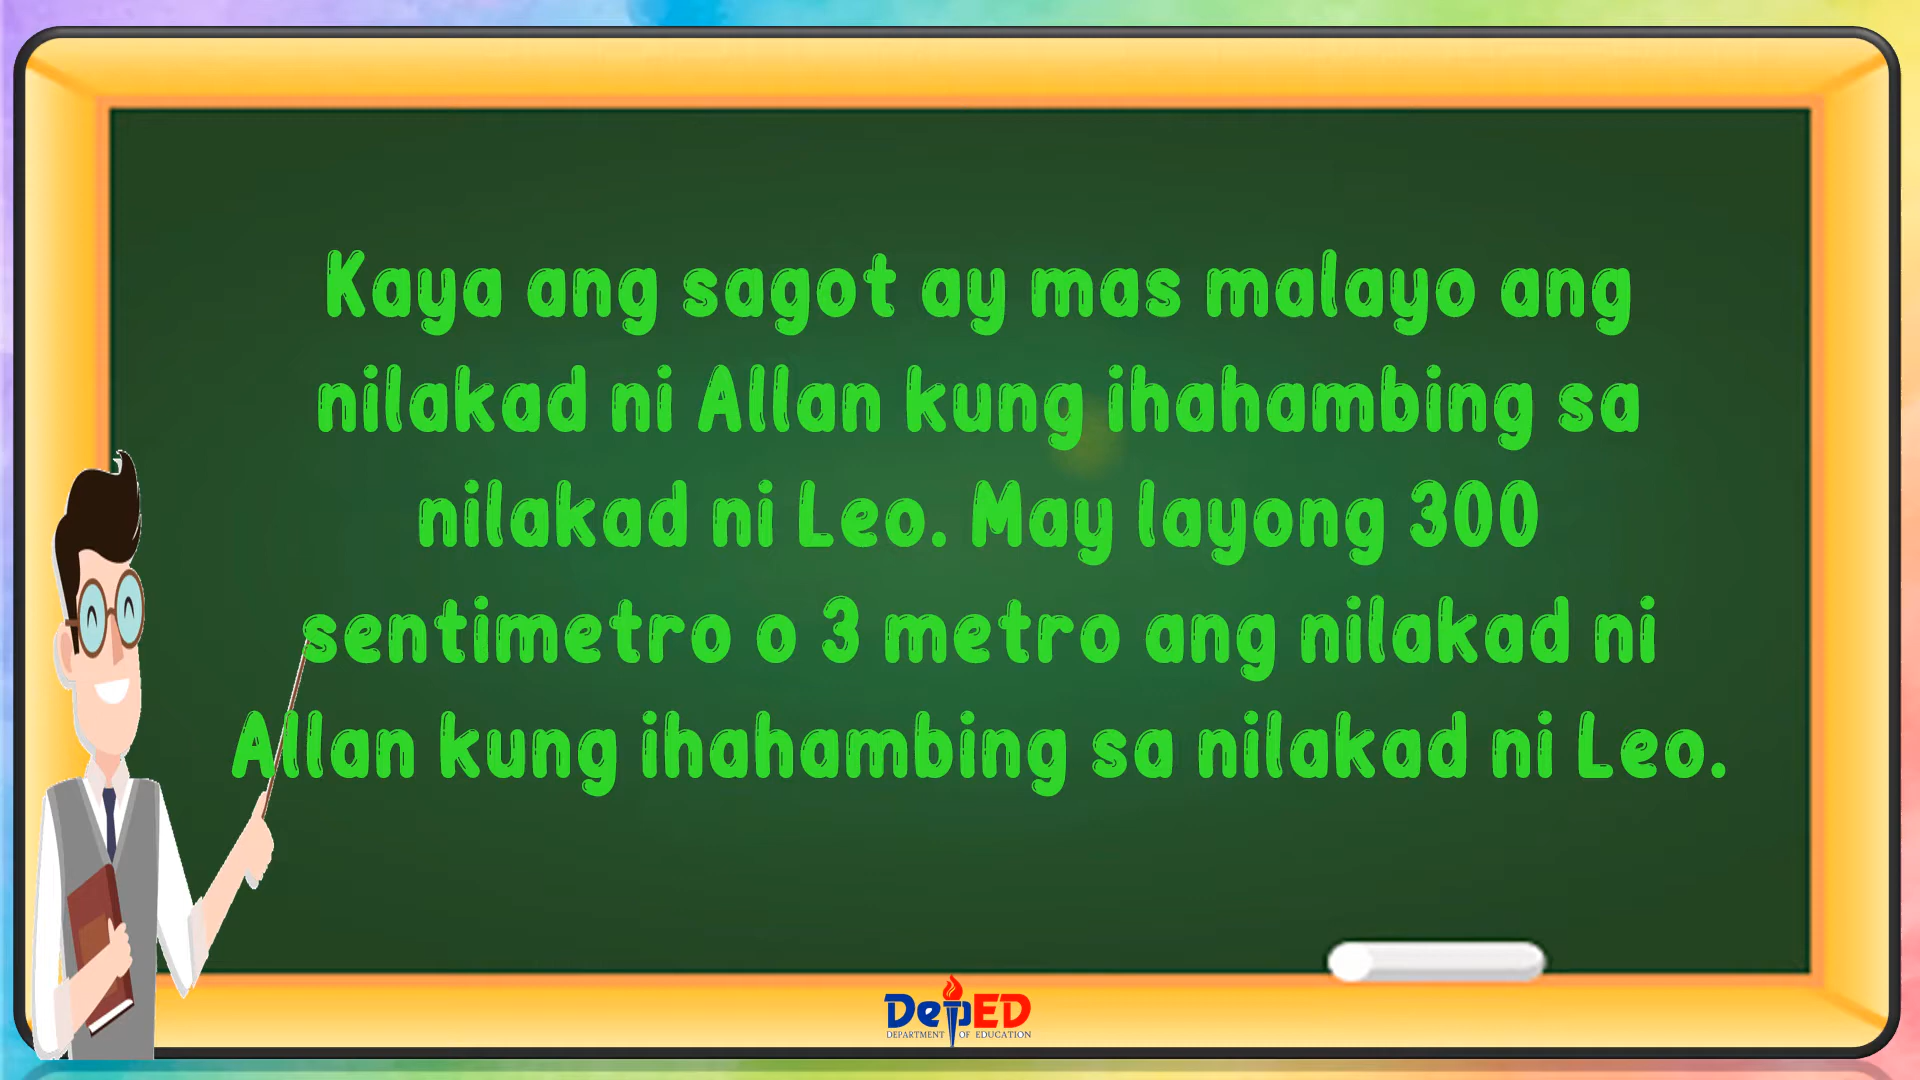 Kaya ang sagot ay mas malayo ang
nilakad ni Allan kung ihahambing sa
nilakad ni Leo. May layong 300
sentimetro o 3 metro ang nilakad ni
Allan kung ihahambing sa nilakad ni Leo.
DepED
DEPARTMENT OF EDUCATION